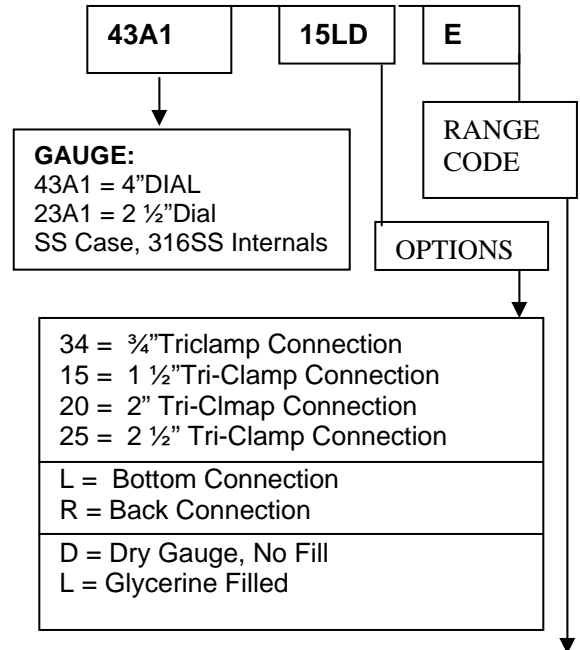 43A1 15LD E
GAUGE:
43A1 = 4”DIAL
23A1 = 2 ½”Dial
SS Case, 316SS Internals
RANGE
CODE
OPTIONS
34 = ¾”Triclamp Connection
15 = 1 ½”Tri-Clamp Connection
20 = 2” Tri-Clmap Connection
25 = 2 ½” Tri-Clamp Connection
L = Bottom Connection
R = Back Connection
D = Dry Gauge, No Fill
L = Glycerine Filled